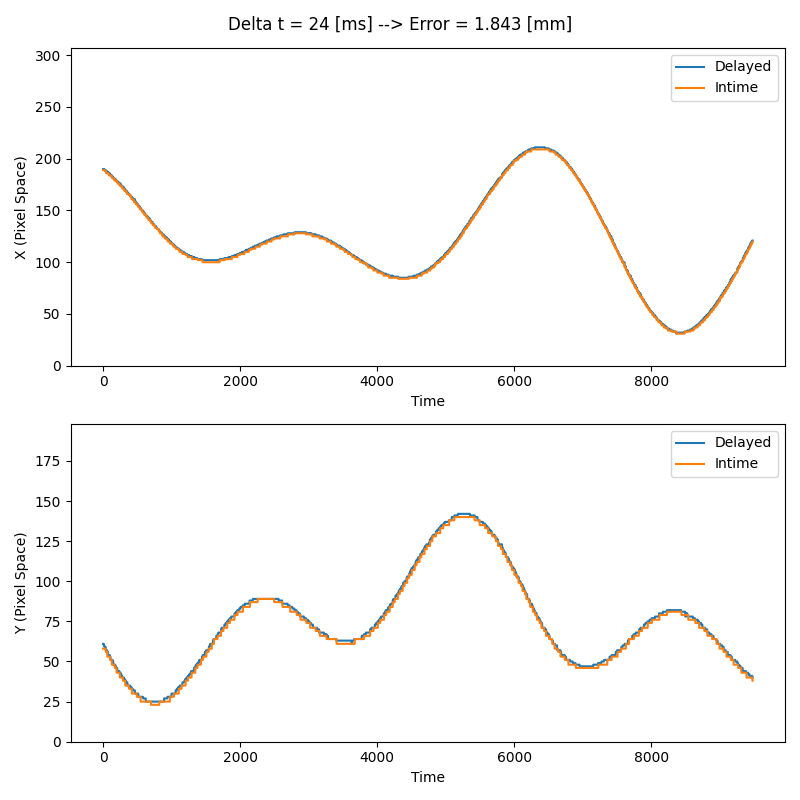 Delta t = 24 [ms] --> Error = 1.843 [mm]
300
250
200
150
100
50
0
X (Pixel Space)
Delayed
Intime
0 2000 4000 6000 8000
Time
175
150
125
100
75
50
25
0
Y (Pixel Space)
Delayed
Intime
0 2000 4000 6000 8000
Time